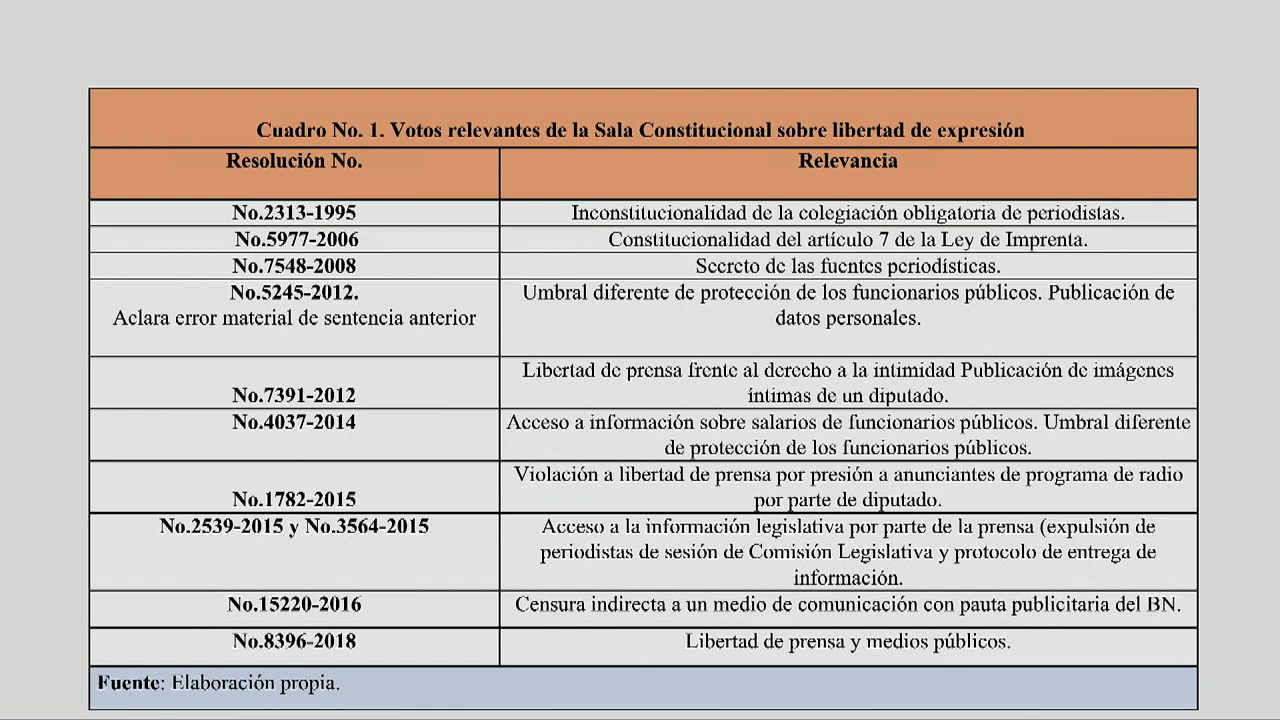 Cuadro No. 1. Votos relevantes de la Sala Constitucional sobre libertad de expresión
Resolución No.
Relevancia
No.2313-1995
Inconstitucionalidad de la colegiación obligatoria de periodistas.
No.5977-2006
Constitucionalidad del artículo 7 de la Ley de Imprenta.
No.7548-2008
Secreto de las fuentes periodísticas.
No.5245-2012.
Aclara error material de sentencia anterior
Umbral diferente de protección de los funcionarios públicos. Publicación de
datos personales.
No.7391-2012
Libertad de prensa frente al derecho a la intimidad Publicación de imágenes
íntimas de un diputado.
No.4037-2014
Acceso a información sobre salarios de funcionarios públicos. Umbral diferente
de protección de los funcionarios públicos.
No.1782-2015
Violación a libertad de prensa por presión a anunciantes de programa de radio
por parte de diputado.
No.2539-2015 y No.3564-2015
Acceso a la información legislativa por parte de la prensa (expulsión de
periodistas de sesión de Comisión Legislativa y protocolo de entrega de
información.
No.15220-2016
Censura indirecta a un medio de comunicación con pauta publicitaria del BN.
No.8396-2018
Libertad de prensa y medios públicos.
Fuente: Elaboración propia.